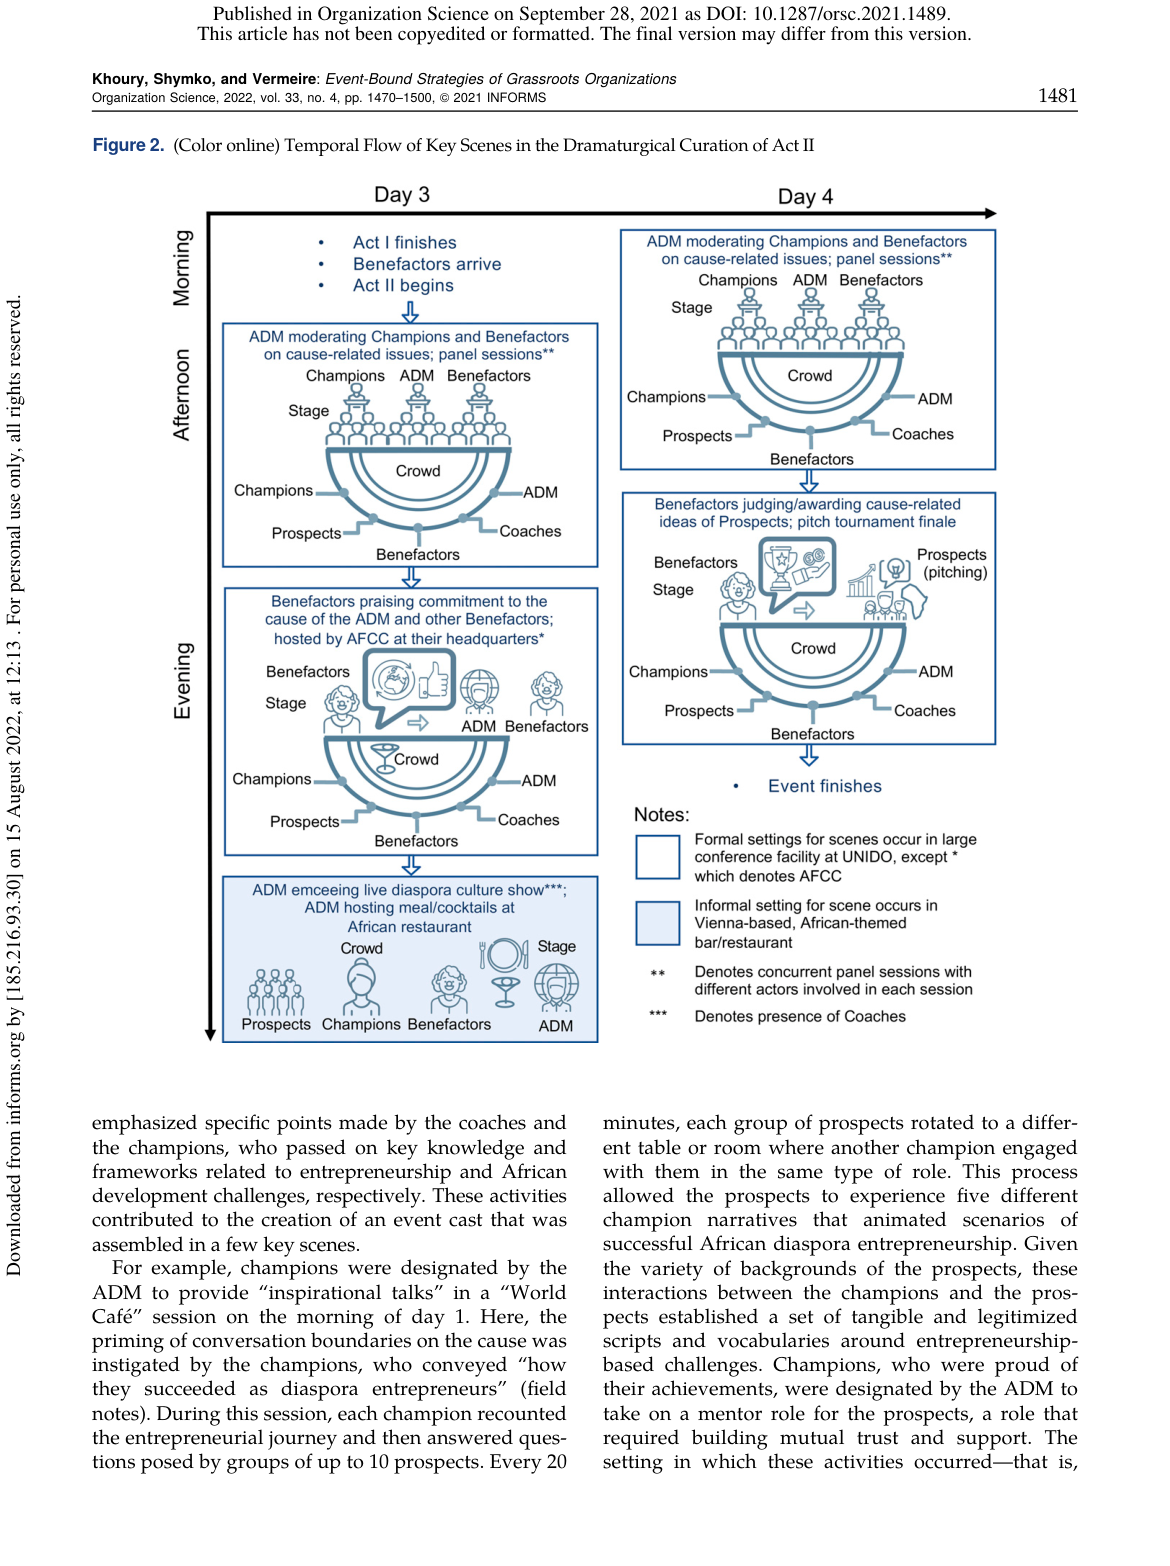 Published in Organization Science on September 28, 2021 as DOI: 10.1287/orsc.2021.1489.
This article has not been copyedited or formatted. The final version may differ from this version.
Khoury, Shymko, and Vermeire: Event-Bound Strategies of Grassroots Organizations
Organization Science, 2022, vol. 33, no. 4, pp. 1470–1500, © 2021 INFORMS
1481
Figure 2. (Color online) Temporal Flow of Key Scenes in the Dramaturgical Curation of Act II
Day 3
Day 4
Morning
Afternoon
Evening
• Act I finishes
• Benefactors arrive
• Act II begins
ADM moderating Champions and Benefactors
on cause-related issues; panel sessions**
Champions ADM Benefactors
Stage
Crowd
Champions
ADM
Prospects
Coaches
Benefactors
Benefactors praising commitment to the
cause of the ADM and other Benefactors;
hosted by AFCC at their headquarters*
Benefactors
Stage
ADM Benefactors
Crowd
Champions
ADM
Prospects
Coaches
Benefactors
ADM emceeing live diaspora culture show***;
ADM hosting meal/cocktails at
African restaurant
Crowd
Stage
Prospects Champions Benefactors
ADM
ADM moderating Champions and Benefactors
on cause-related issues; panel sessions**
Champions ADM Benefactors
Stage
Crowd
Champions
ADM
Prospects
Coaches
Benefactors
Benefactors judging/awarding cause-related
ideas of Prospects; pitch tournament finale
Benefactors
Stage
Prospects
(pitching)
Crowd
Champions
ADM
Prospects
Coaches
Benefactors
• Event finishes
Notes:
Formal settings for scenes occur in large
conference facility at UNIDO, except *
which denotes AFCC
Informal setting for scene occurs in
Vienna-based, African-themed
bar/restaurant
** Denotes concurrent panel sessions with
different actors involved in each session
*** Denotes presence of Coaches
emphasized specific points made by the coaches and
the champions, who passed on key knowledge and
frameworks related to entrepreneurship and African
development challenges, respectively. These activities
contributed to the creation of an event cast that was
assembled in a few key scenes.
For example, champions were designated by the
ADM to provide “inspirational talks” in a “World
Café” session on the morning of day 1. Here, the
priming of conversation boundaries on the cause was
instigated by the champions, who conveyed “how
they succeeded as diaspora entrepreneurs” (field
notes). During this session, each champion recounted
the entrepreneurial journey and then answered ques-
tions posed by groups of up to 10 prospects. Every 20
minutes, each group of prospects rotated to a differ-
ent table or room where another champion engaged
with them in the same type of role. This process
allowed the prospects to experience five different
champion narratives that animated scenarios of
successful African diaspora entrepreneurship. Given
the variety of backgrounds of the prospects, these
interactions between the champions and the pros-
pects established a set of tangible and legitimized
scripts and vocabularies around entrepreneurship-
based challenges. Champions, who were proud of
their achievements, were designated by the ADM to
take on a mentor role for the prospects, a role that
required building mutual trust and support. The
setting in which these activities occurred—that is,
Downloaded from informs.org by [185.216.93.30] on 15 August 2022, at 12:13 . For personal use only, all rights reserved.